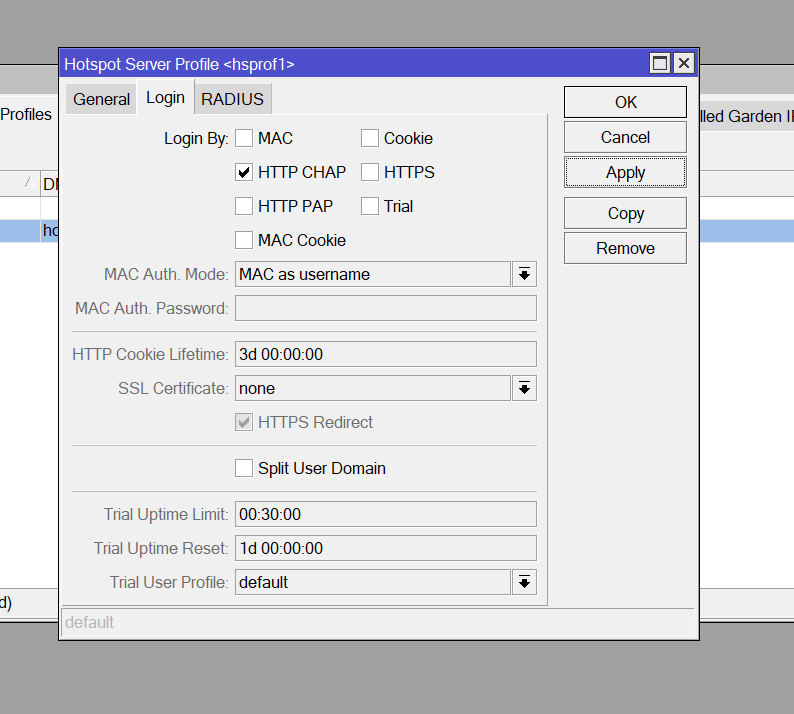 Hotspot Server Profile <hsprof1>
General Login RADIUS
OK
Cancel
Apply
Copy
Remove
Login By: MAC Cookie
HTTP CHAP HTTPS
HTTP PAP Trial
MAC Cookie
MAC Auth. Mode: MAC as username
MAC Auth. Password:
HTTP Cookie Lifetime: 3d 00:00:00
SSL Certificate: none
HTTPS Redirect
Split User Domain
Trial Uptime Limit: 00:30:00
Trial Uptime Reset: 1d 00:00:00
Trial User Profile: default
default
Profiles
lled Garden